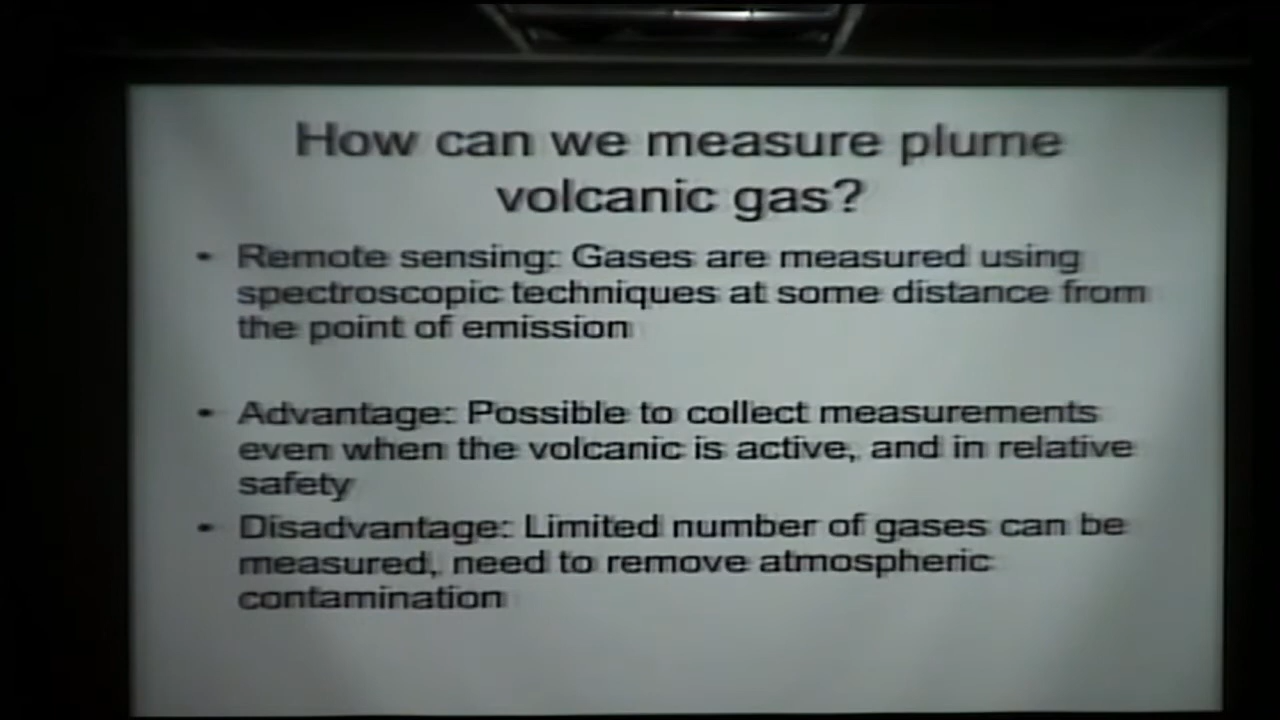 How can we measure plume
volcanic gas?
• Remote sensing: Gases are measured using
spectroscopic techniques at some distance from
the point of emission
• Advantage: Possible to collect measurements
even when the volcanic is active, and in relative
safety
• Disadvantage: Limited number of gases can be
measured, need to remove atmospheric
contamination